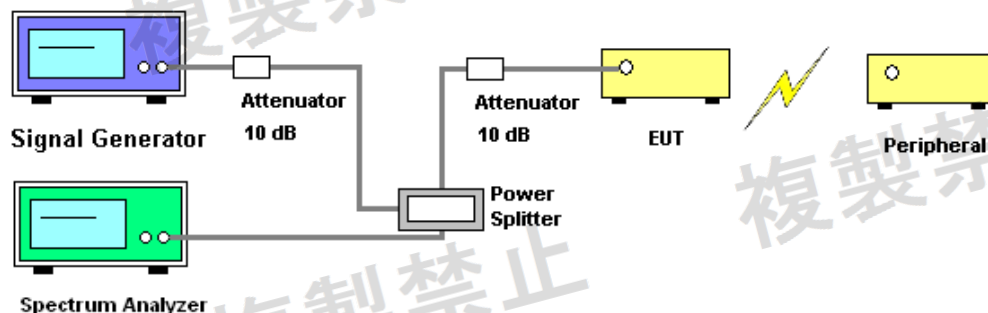 Signal Generator
Attenuator
10 dB
Attenuator
10 dB
EUT
Peripheral
Power
Splitter
Spectrum Analyzer
複製禁止
複製禁止
複製禁止